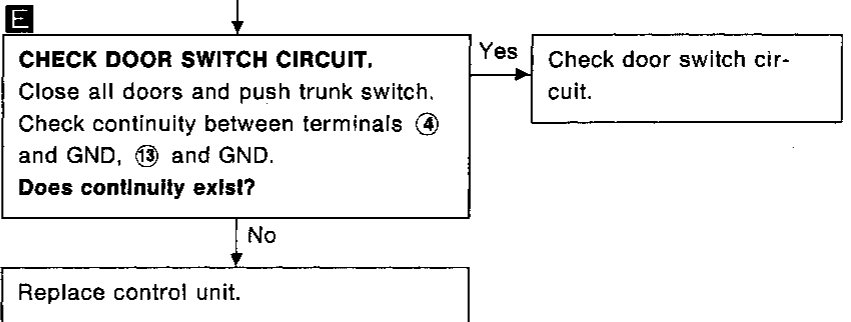 E
CHECK DOOR SWITCH CIRCUIT.
Close all doors and push trunk switch.
Check continuity between terminals ④
and GND, ⑬ and GND.
Does continuity exist?
Yes
Check door switch cir-
cuit.
No
Replace control unit.